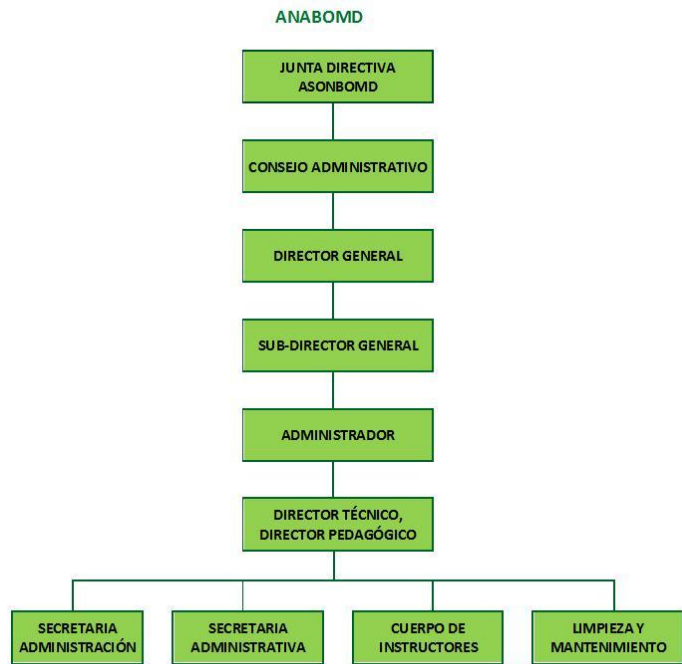 ANABOMD
JUNTA DIRECTIVA
ASONBOMD
CONSEJO ADMINISTRATIVO
DIRECTOR GENERAL
SUB-DIRECTOR GENERAL
ADMINISTRADOR
DIRECTOR TÉCNICO,
DIRECTOR PEDAGÓGICO
SECRETARIA
ADMINISTRACIÓN
SECRETARIA
ADMINISTRATIVA
CUERPO DE
INSTRUCTORES
LIMPIEZA Y
MANTENIMIENTO